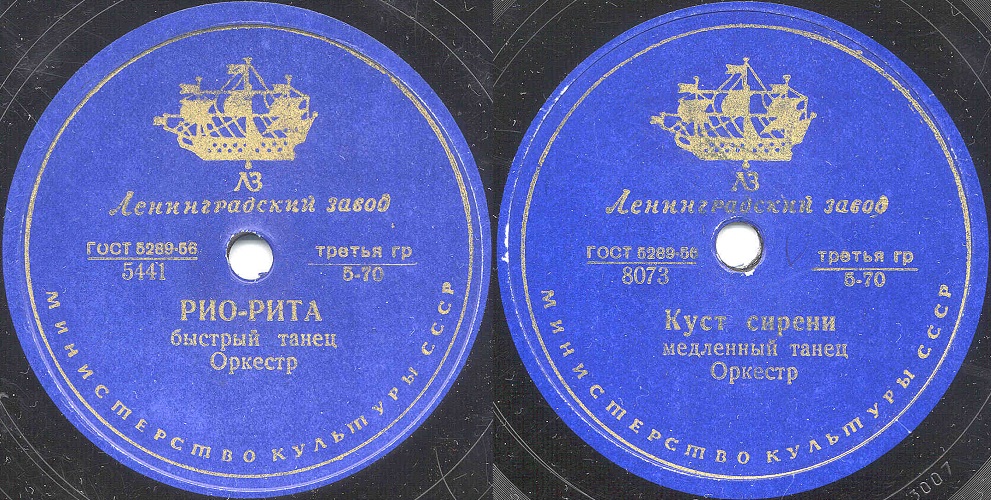 ЛЗ
Ленинградский завод
ГОСТ 5289-56
5441
третья гр
5-70
РИО-РИТА
быстрый танец
Оркестр
МИНИСТЕРСТВО КУЛЬТУРЫ СССР
ЛЗ
Ленинградский завод
ГОСТ 5289-56
8073
третья гр
5-70
Куст сирени
медленный танец
Оркестр
МИНИСТЕРСТВО КУЛЬТУРЫ СССР